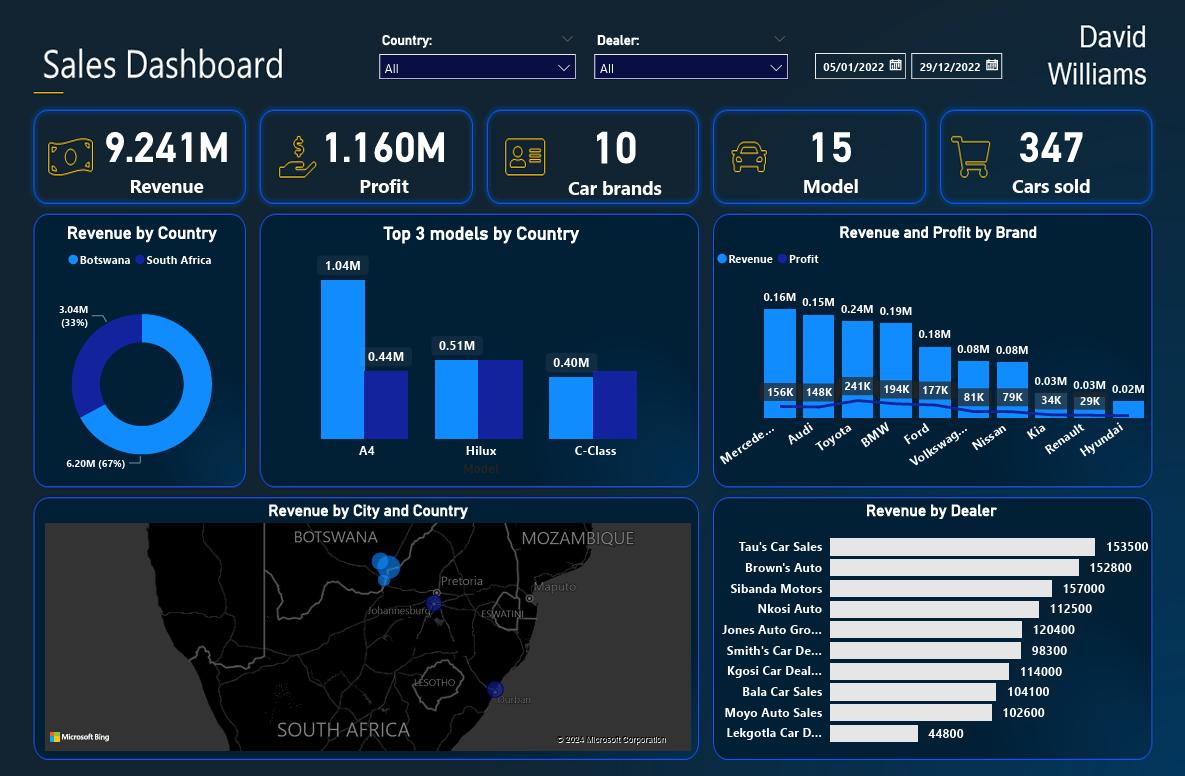 Sales Dashboard
Country:
All
Dealer:
All
05/01/2022
29/12/2022
David
Williams
9.241M
Revenue
1.160M
Profit
10
Car brands
15
Model
347
Cars sold
Revenue by Country
Botswana South Africa
3.04M
(33%)
6.20M (67%)
Top 3 models by Country
1.04M
0.44M
0.51M
0.40M
A4 Hilux C-Class
Model
Revenue and Profit by Brand
Revenue Profit
0.16M 0.15M 0.24M 0.19M 0.18M 0.08M 0.08M 0.03M 0.03M 0.02M
156K 148K 241K 194K 177K 81K 79K 34K 29K
Mercede... Audi Toyota BMW Ford Volkswag... Nissan Kia Renault Hyundai
Revenue by City and Country
BOTSWANA
MOZAMBIQUE
Pretoria
Maputo
Johannesburg
ESWATINI
LESOTHO
Durban
SOUTH AFRICA
Microsoft Bing
© 2024 Microsoft Corporation
Revenue by Dealer
Tau's Car Sales 153500
Brown's Auto 152800
Sibanda Motors 157000
Nkosi Auto 112500
Jones Auto Gro... 120400
Smith's Car De... 98300
Kgosi Car Deal... 114000
Bala Car Sales 104100
Moyo Auto Sales 102600
Lekgotla Car D... 44800